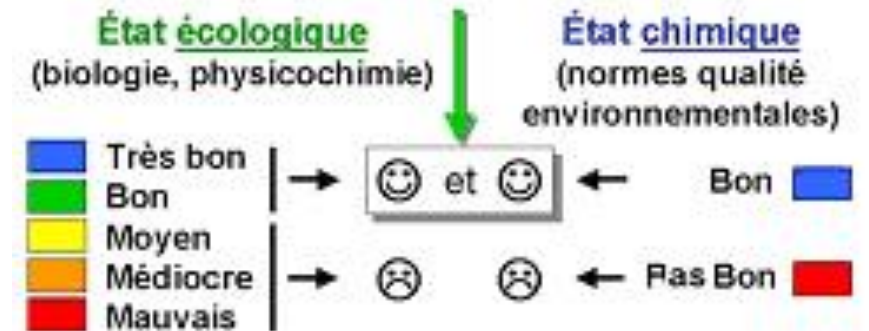 État écologique
(biologie, physicochimie)
État chimique
(normes qualité
environnementales)
Très bon
Bon
Moyen
Médiocre
Mauvais
et
Bon
Pas Bon